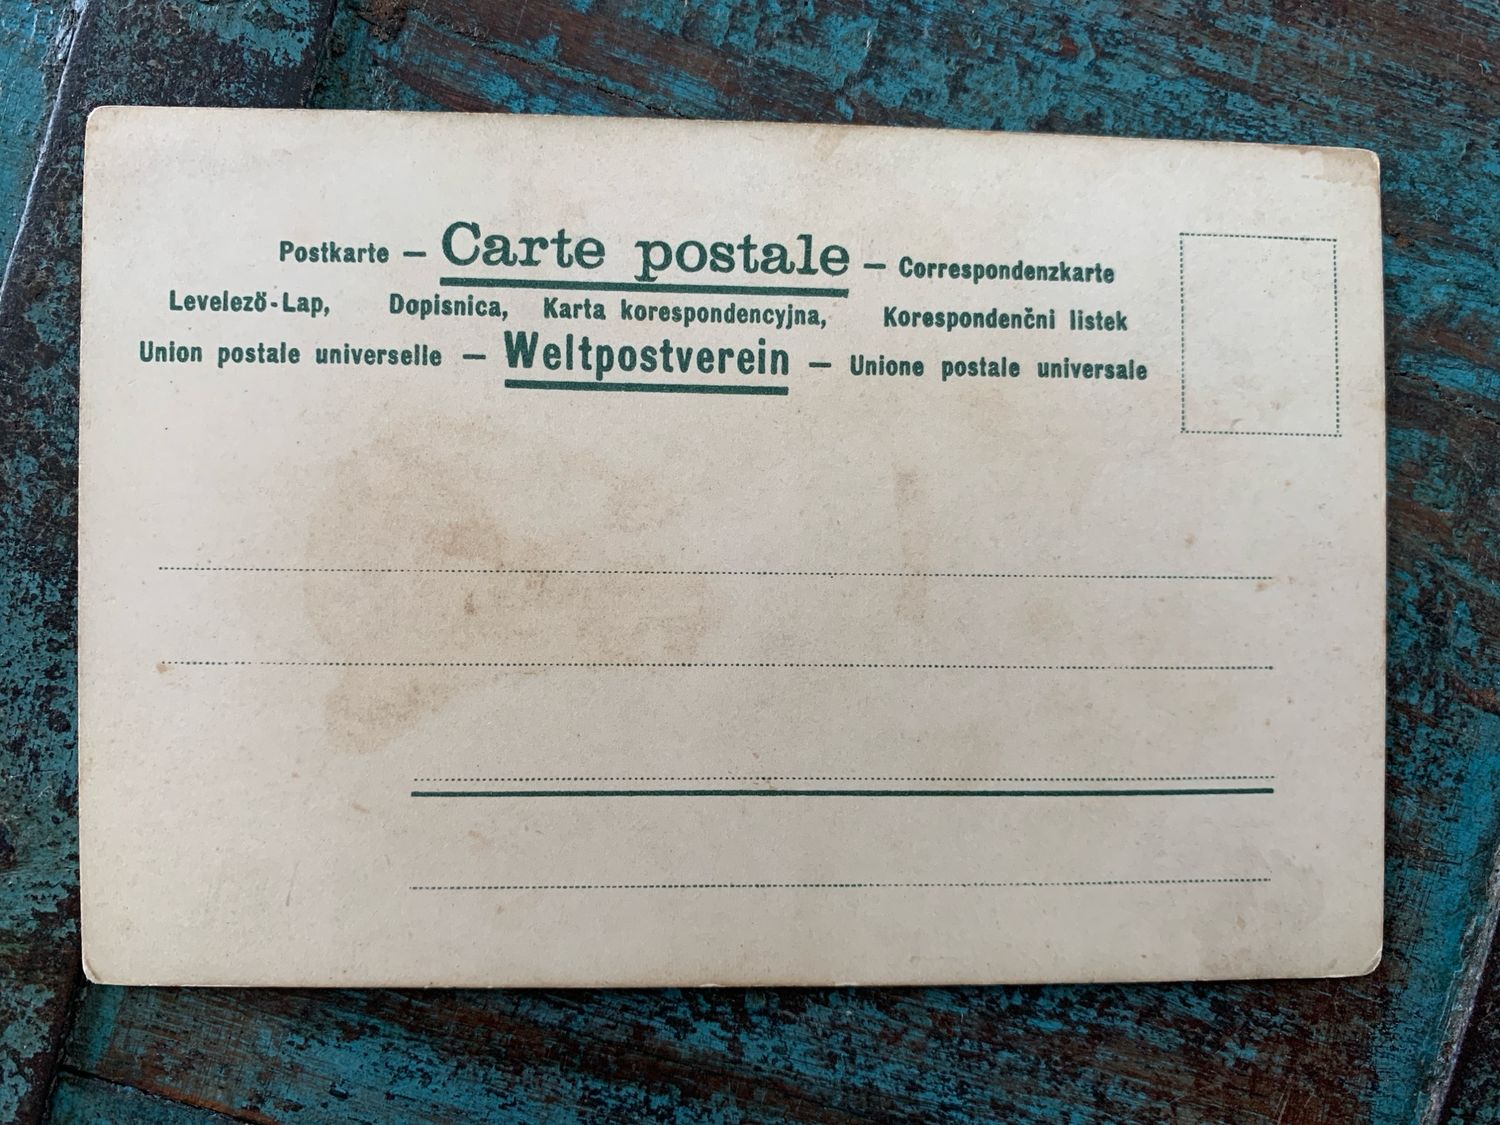 Postkarte – Carte postale – Correspondenzkarte
Levelező-Lap, Dopisnica, Karta korespondencyjna, Korespondenčni listek
Union postale universelle – Weltpostverein – Unione postale universale